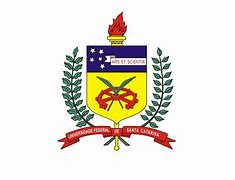 ARS ET SCIENTIA
UNIVERSIDADE FEDERAL DE SANTA CATARINA